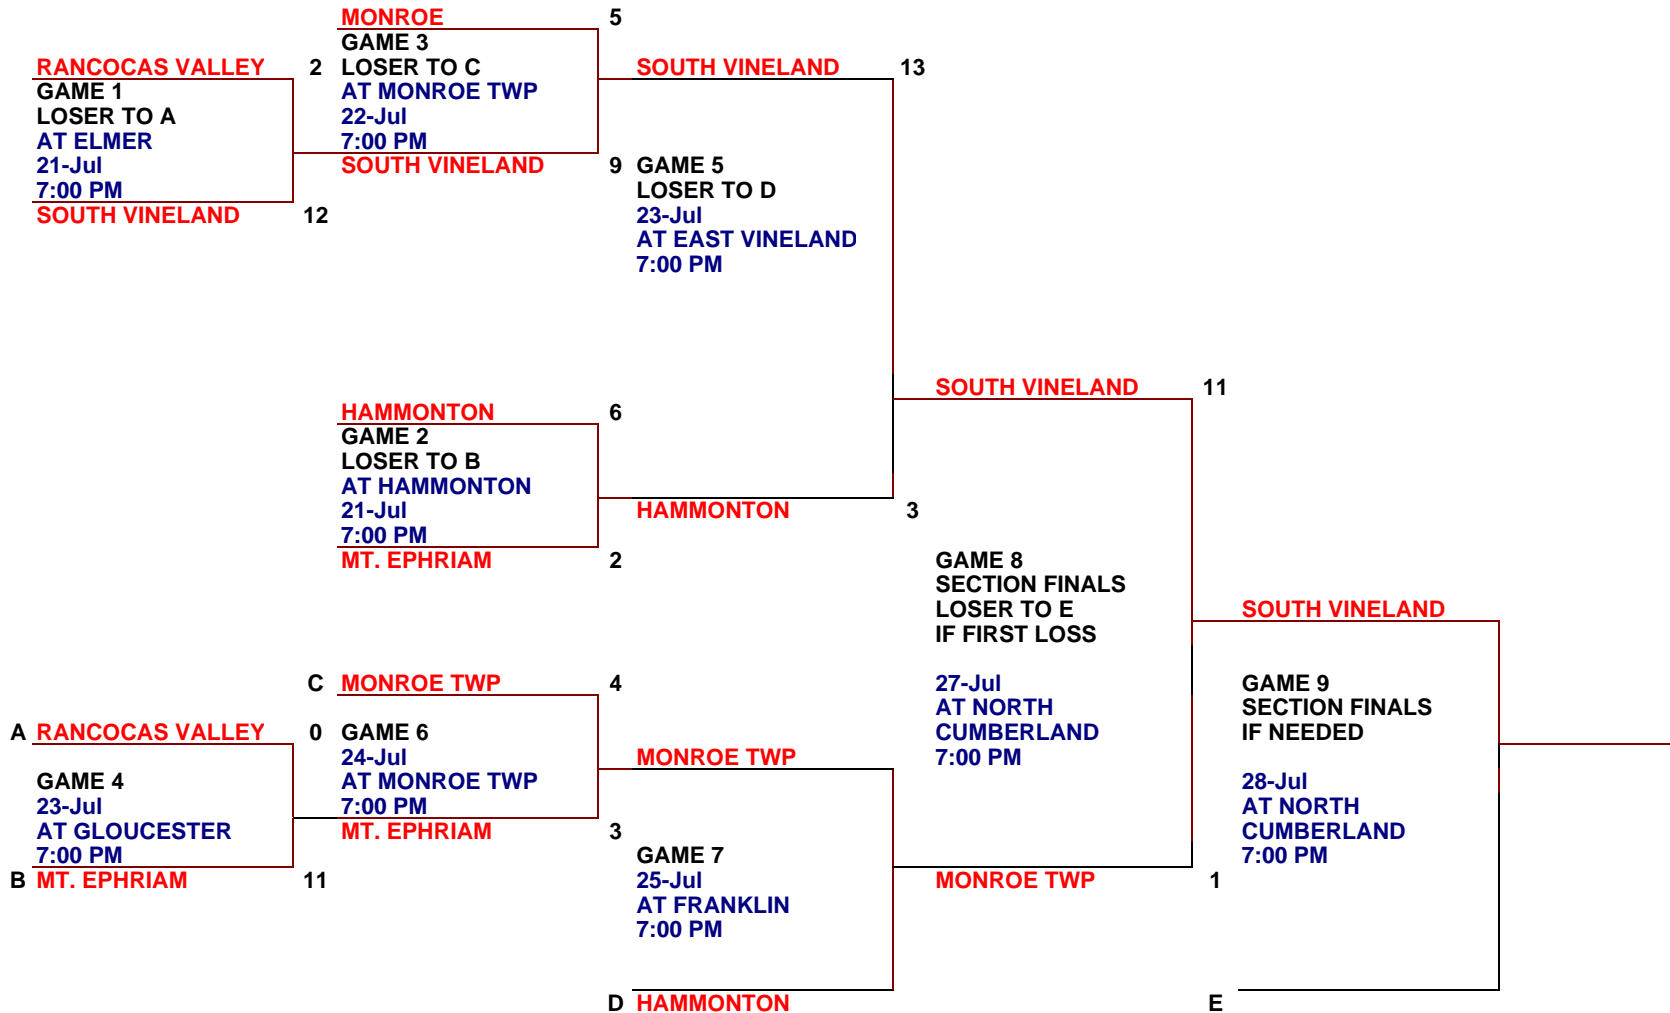 MONROE 5
GAME 3
RANCOCAS VALLEY 2 LOSER TO C SOUTH VINELAND 13
GAME 1 AT MONROE TWP
LOSER TO A 22-Jul
AT ELMER 7:00 PM
21-Jul SOUTH VINELAND 9 GAME 5
7:00 PM LOSER TO D
SOUTH VINELAND 12 23-Jul
AT EAST VINELAND
7:00 PM
SOUTH VINELAND 11
HAMMONTON 6
GAME 2
LOSER TO B
AT HAMMONTON
21-Jul HAMMONTON 3
7:00 PM
MT. EPHRIAM 2 GAME 8
SECTION FINALS
LOSER TO E SOUTH VINELAND
IF FIRST LOSS
C MONROE TWP 4 27-Jul GAME 9
AT NORTH SECTION FINALS
A RANCOCAS VALLEY 0 GAME 6 CUMBERLAND IF NEEDED
24-Jul MONROE TWP 7:00 PM
GAME 4 AT MONROE TWP 28-Jul
23-Jul 7:00 PM AT NORTH
AT GLOUCESTER MT. EPHRIAM 3 CUMBERLAND
7:00 PM GAME 7 7:00 PM
B MT. EPHRIAM 11 25-Jul MONROE TWP 1
AT FRANKLIN
7:00 PM
D HAMMONTON E